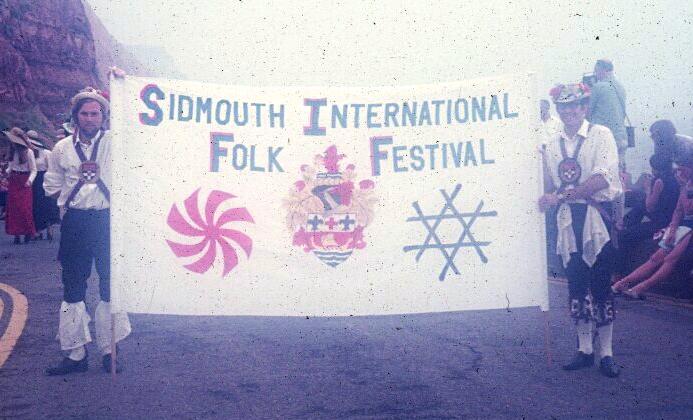 SIDMOUTH INTERNATIONAL
FOLK FESTIVAL